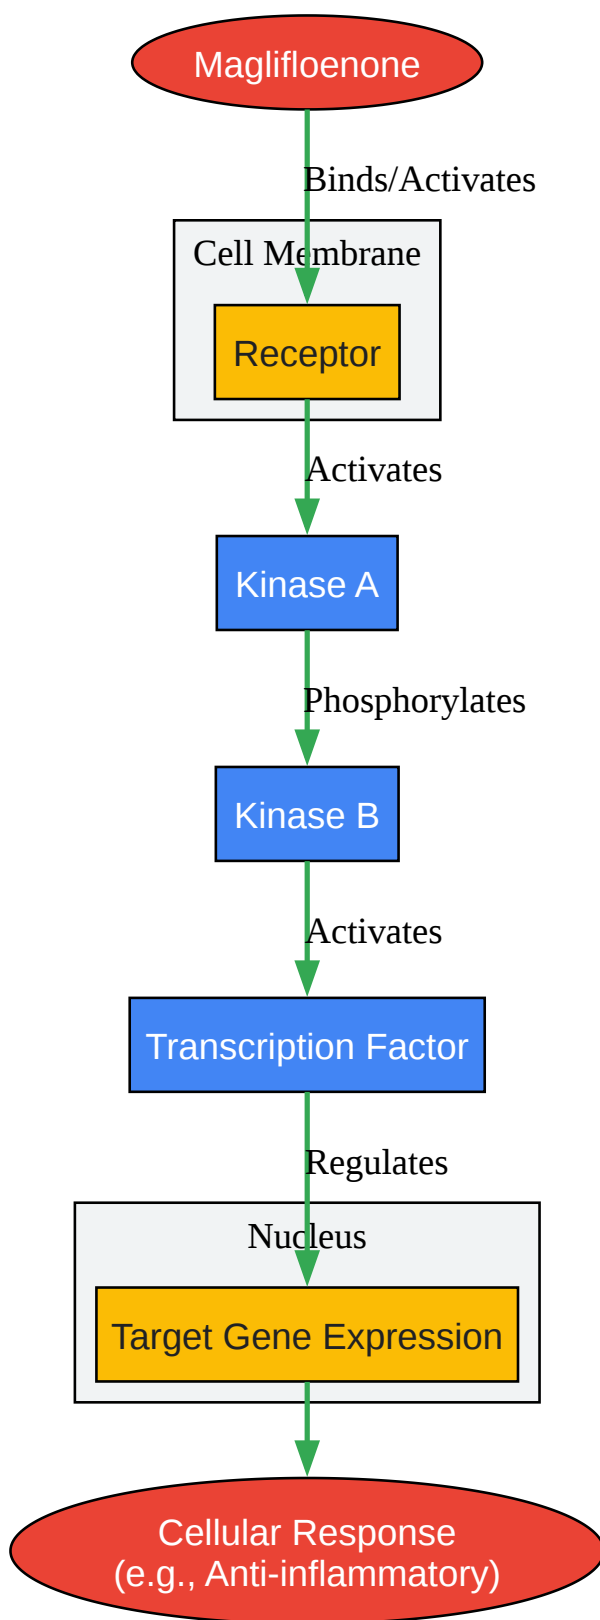 Maglifloenone
Binds/Activates
Cell Membrane
Receptor
Activates
Kinase A
Phosphorylates
Kinase B
Activates
Transcription Factor
Regulates
Nucleus
Target Gene Expression
Cellular Response
(e.g., Anti-inflammatory)